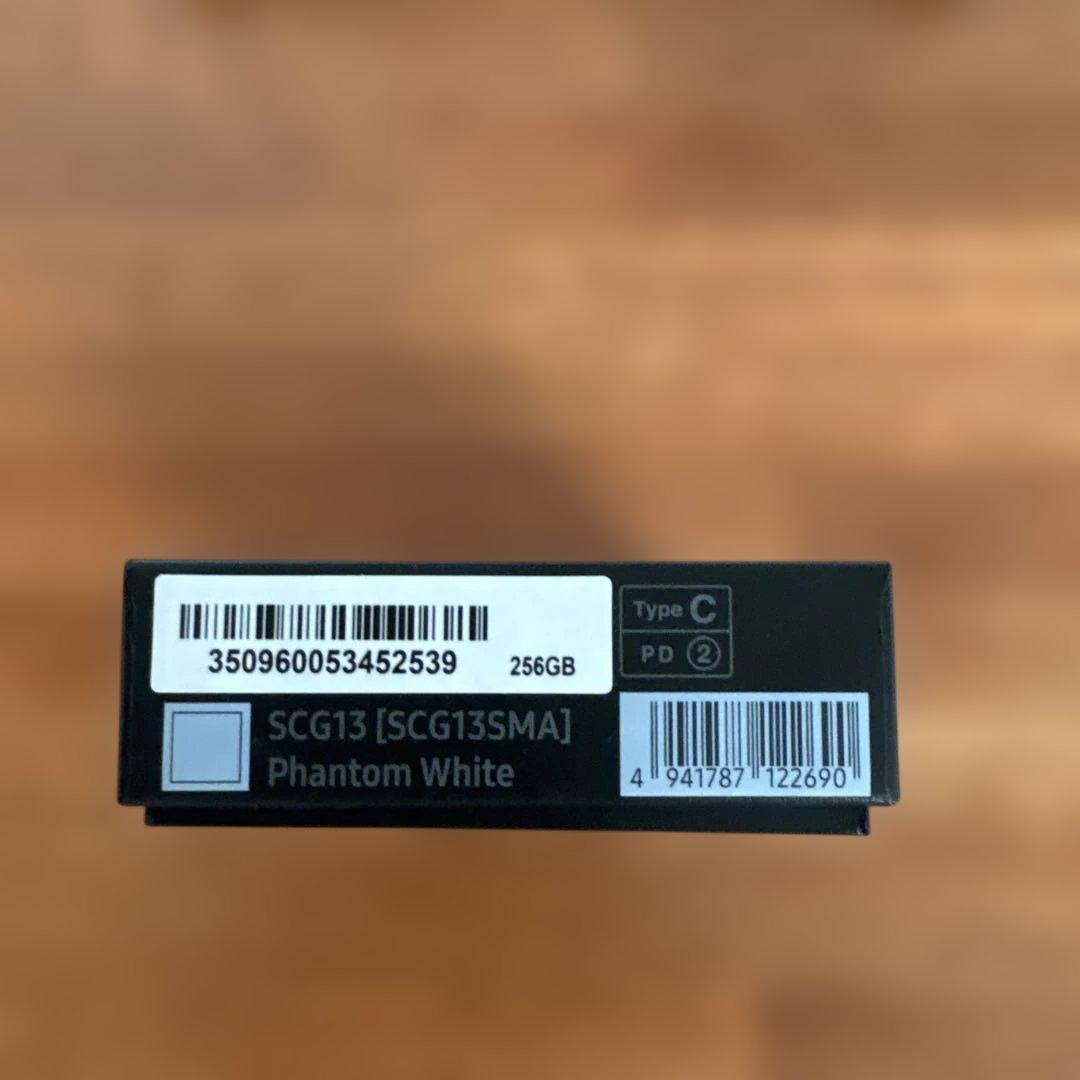 350960053452539 256GB
Type C
PD 2
SCG13 [SCG13SMA]
Phantom White
4 941787 122690